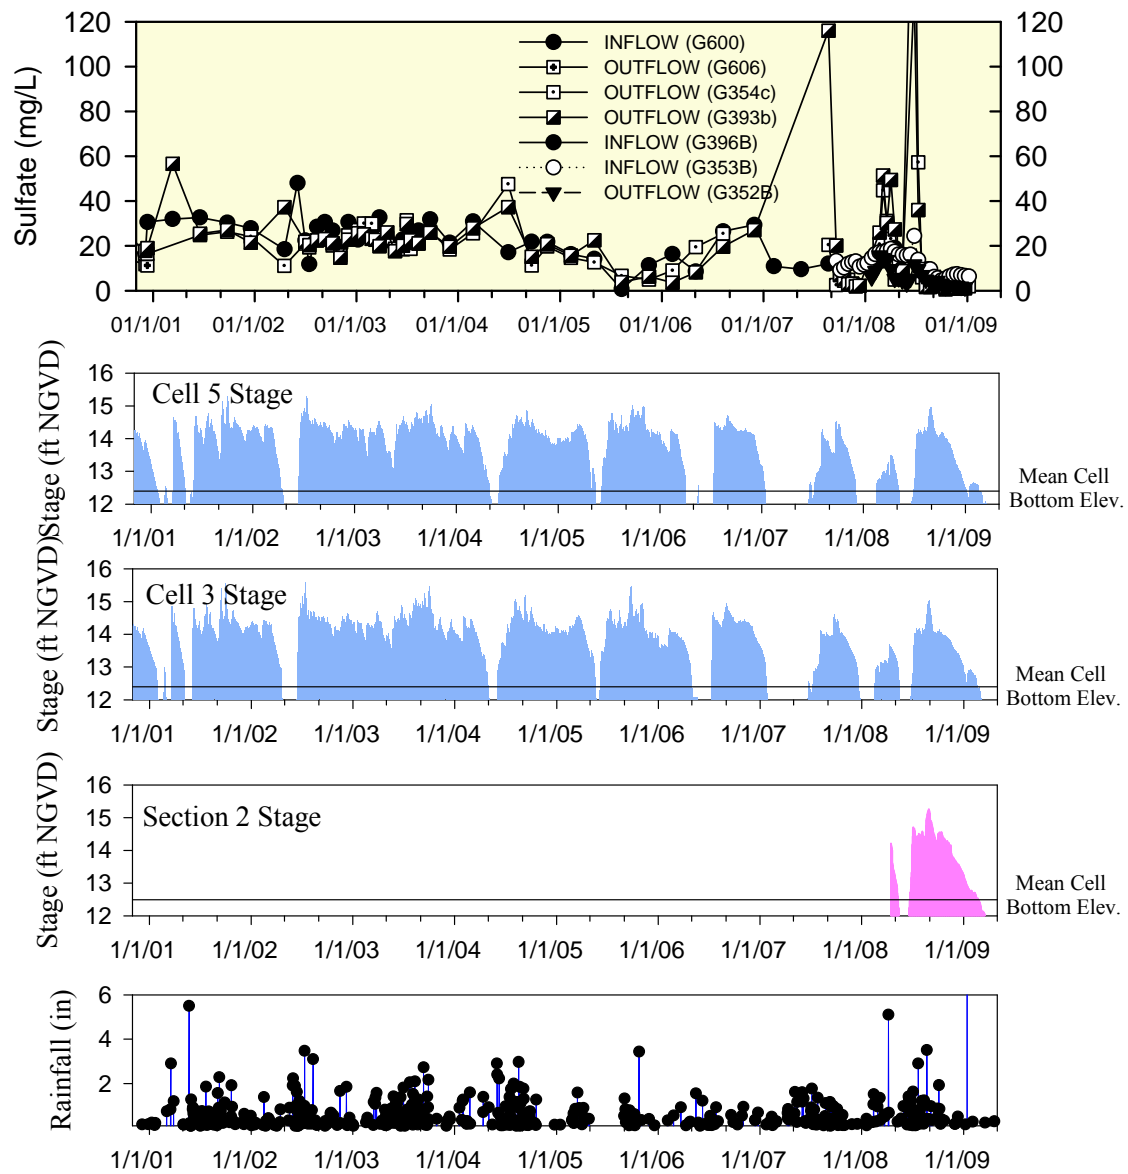 120
100
80
60
40
20
0
Sulfate (mg/L)
INFLOW (G600)
OUTFLOW (G606)
OUTFLOW (G354c)
OUTFLOW (G393b)
INFLOW (G396B)
INFLOW (G353B)
OUTFLOW (G352B)
120
100
80
60
40
20
0
01/1/01 01/1/02 01/1/03 01/1/04 01/1/05 01/1/06 01/1/07 01/1/08 01/1/09
Stage (ft NGVD)
16
15
14
13
12
Cell 5 Stage
Mean Cell
Bottom Elev.
1/1/01 1/1/02 1/1/03 1/1/04 1/1/05 1/1/06 1/1/07 1/1/08 1/1/09
Stage (ft NGVD)
16
15
14
13
12
Cell 3 Stage
Mean Cell
Bottom Elev.
1/1/01 1/1/02 1/1/03 1/1/04 1/1/05 1/1/06 1/1/07 1/1/08 1/1/09
Stage (ft NGVD)
16
15
14
13
12
Section 2 Stage
Mean Cell
Bottom Elev.
1/1/01 1/1/02 1/1/03 1/1/04 1/1/05 1/1/06 1/1/07 1/1/08 1/1/09
Rainfall (in)
6
4
2
1/1/01 1/1/02 1/1/03 1/1/04 1/1/05 1/1/06 1/1/07 1/1/08 1/1/09